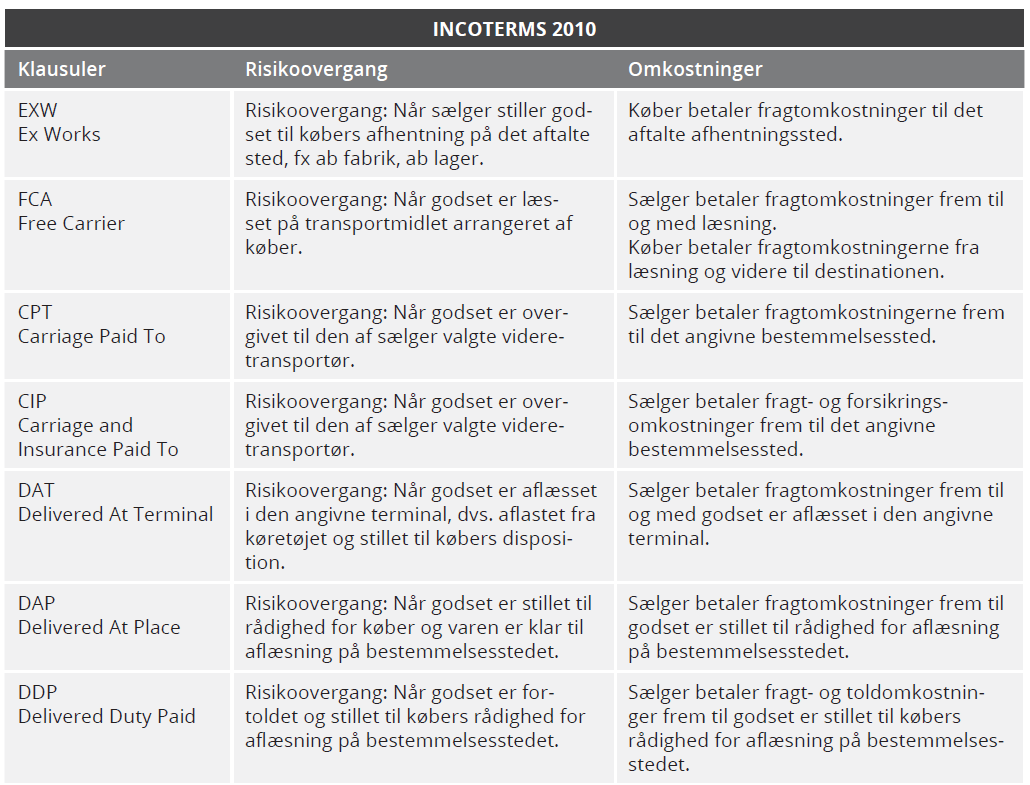 INCOTERMS 2010
Klausuler Risikoovergang Omkostninger
EXW
Ex Works
Risikoovergang: Når sælger stiller god-
set til købers afhentning på det aftalte
sted, fx ab fabrik, ab lager.
Køber betaler fragtomkostninger til det
aftalte afhentningssted.
FCA
Free Carrier
Risikoovergang: Når godset er læs-
set på transportmidlet arrangeret af
køber.
Sælger betaler fragtomkostninger frem til
og med læsning.
Køber betaler fragtomkostningerne fra
læsning og videre til destinationen.
CPT
Carriage Paid To
Risikoovergang: Når godset er over-
givet til den af sælger valgte videre-
transportør.
Sælger betaler fragtomkostningerne frem
til det angivne bestemmelsessted.
CIP
Carriage and
Insurance Paid To
Risikoovergang: Når godset er over-
givet til den af sælger valgte videre-
transportør.
Sælger betaler fragt- og forsikrings-
omkostninger frem til det angivne
bestemmelsessted.
DAT
Delivered At Terminal
Risikoovergang: Når godset er aflæsset
i den angivne terminal, dvs. aflastet fra
køretøjet og stillet til købers disposi-
tion.
Sælger betaler fragtomkostninger frem til
og med godset er aflæsset i den angivne
terminal.
DAP
Delivered At Place
Risikoovergang: Når godset er stillet til
rådighed for køber og varen er klar til
aflæsning på bestemmelsesstedet.
Sælger betaler fragtomkostninger frem til
godset er stillet til rådighed for aflæsning
på bestemmelsesstedet.
DDP
Delivered Duty Paid
Risikoovergang: Når godset er for-
toldet og stillet til købers rådighed for
aflæsning på bestemmelsesstedet.
Sælger betaler fragt- og toldomkostnin-
ger frem til godset er stillet til købers
rådighed for aflæsning på bestemmelses-
stedet.